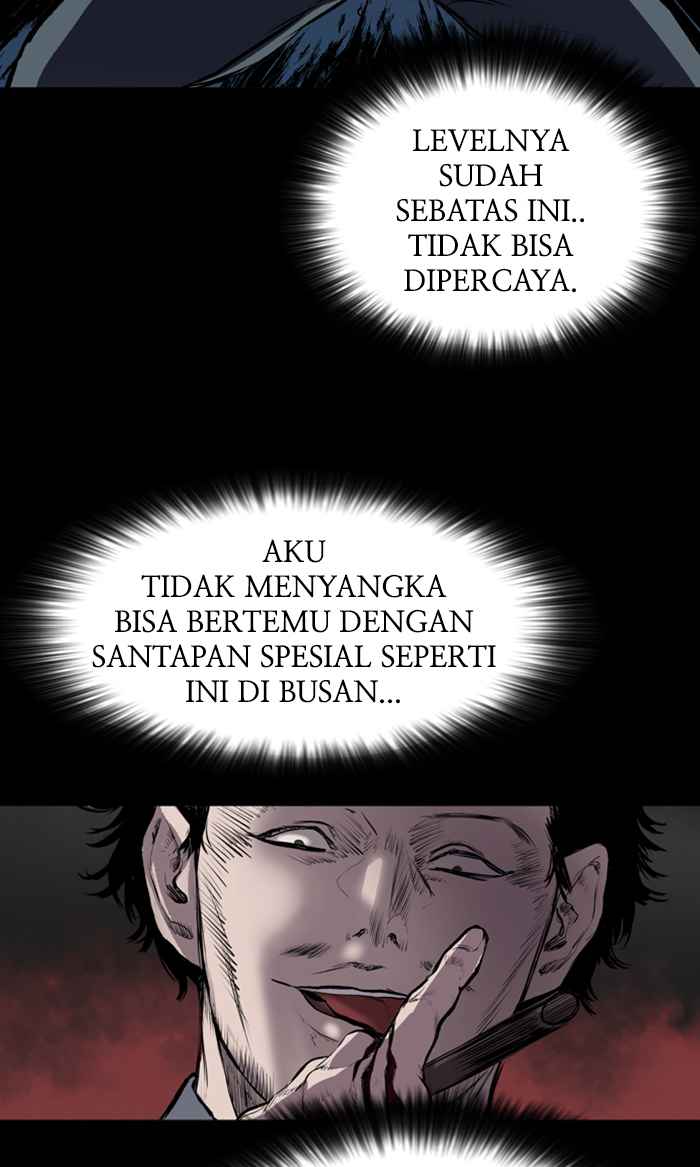 LEVELNYA
SUDAH
SEBATAS INI..
TIDAK BISA
DIPERCAYA.
AKU
TIDAK MENYANGKA
BISA BERTEMU DENGAN
SANTAPAN SPESIAL SEPERTI
INI DI BUSAN...